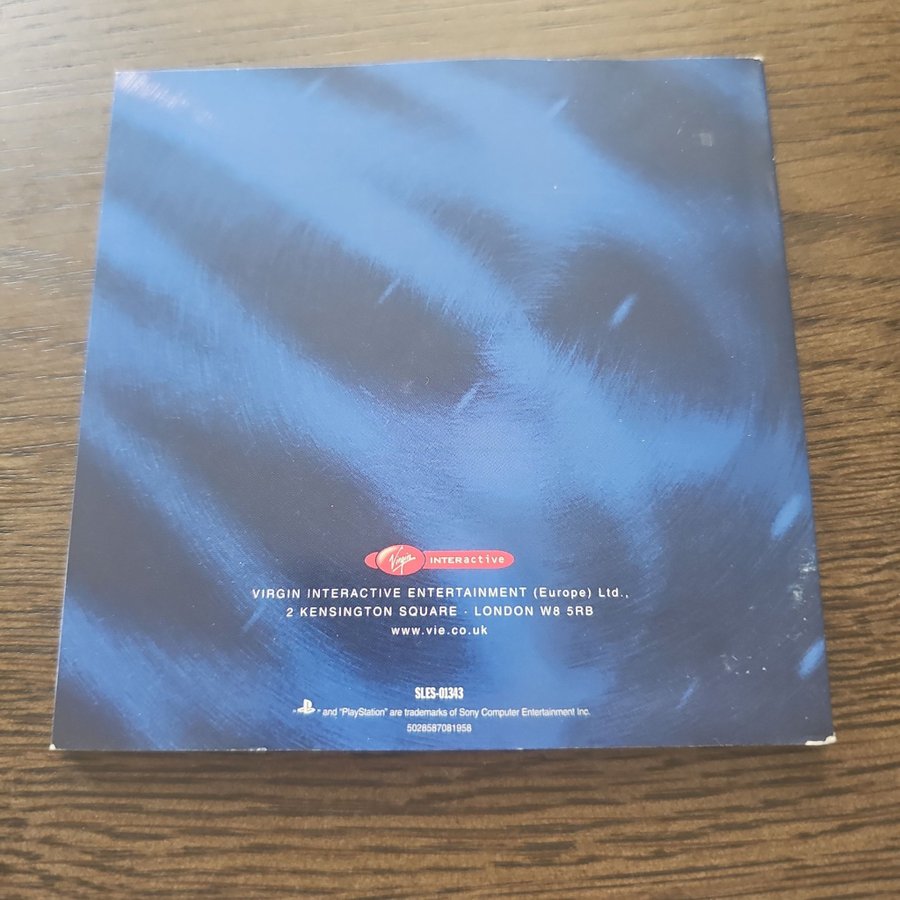 Virgin INTERactive
VIRGIN INTERACTIVE ENTERTAINMENT (Europe) Ltd.,
2 KENSINGTON SQUARE · LONDON W8 5RB
www.vie.co.uk
SLES-01343
" " and "PlayStation" are trademarks of Sony Computer Entertainment Inc.
5028587081958